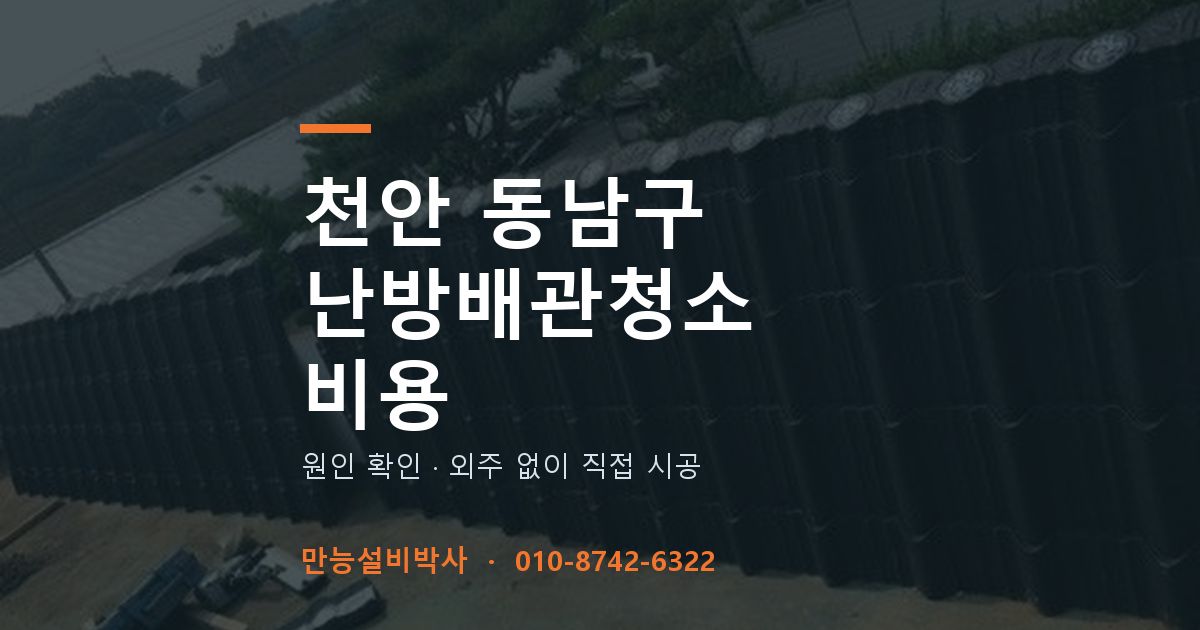 천안 동남구
난방배관청소
비용
원인 확인 · 외주 없이 직접 시공
만능설비박사 · 010-8742-6322